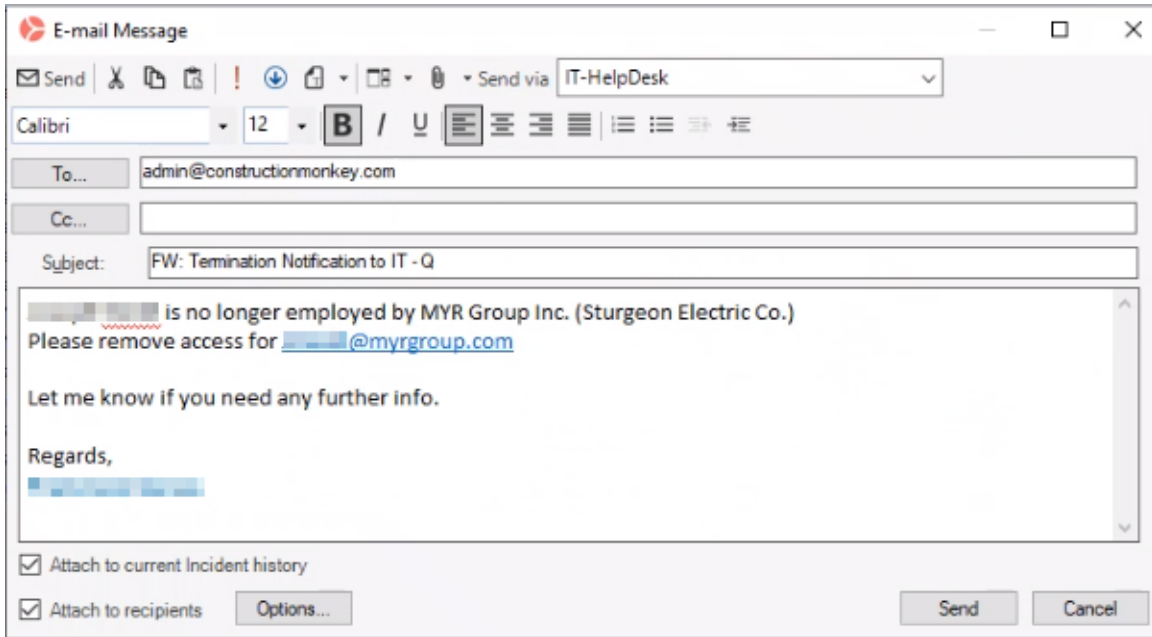 E-mail Message
Send Send via IT-HelpDesk
Calibri 12 B I U
To... admin@constructionmonkey.com
Cc...
Subject: FW: Termination Notification to IT - Q
is no longer employed by MYR Group Inc. (Sturgeon Electric Co.)
Please remove access for @myrgroup.com
Let me know if you need any further info.
Regards,
Attach to current Incident history
Attach to recipients Options... Send Cancel